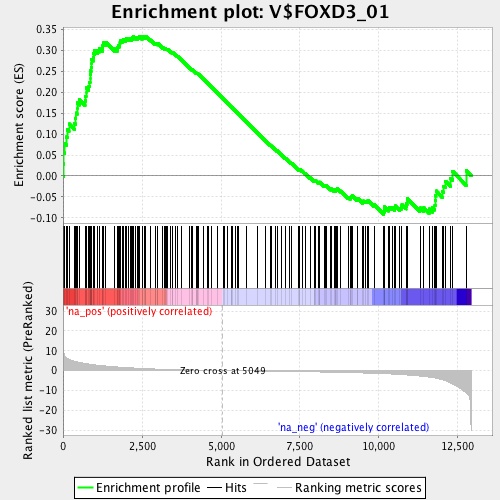 Enrichment plot: V$FOXD3_01
Enrichment score (ES)
0.35
0.30
0.25
0.20
0.15
0.10
0.05
0.00
-0.05
-0.10
'na_pos' (positively correlated)
Ranked list metric (PreRanked)
30
20
10
0
-10
-20
-30
Zero cross at 5049
'na_neg' (negatively correlated)
0 2,500 5,000 7,500 10,000 12,500
Rank in Ordered Dataset
Enrichment profile Hits Ranking metric scores